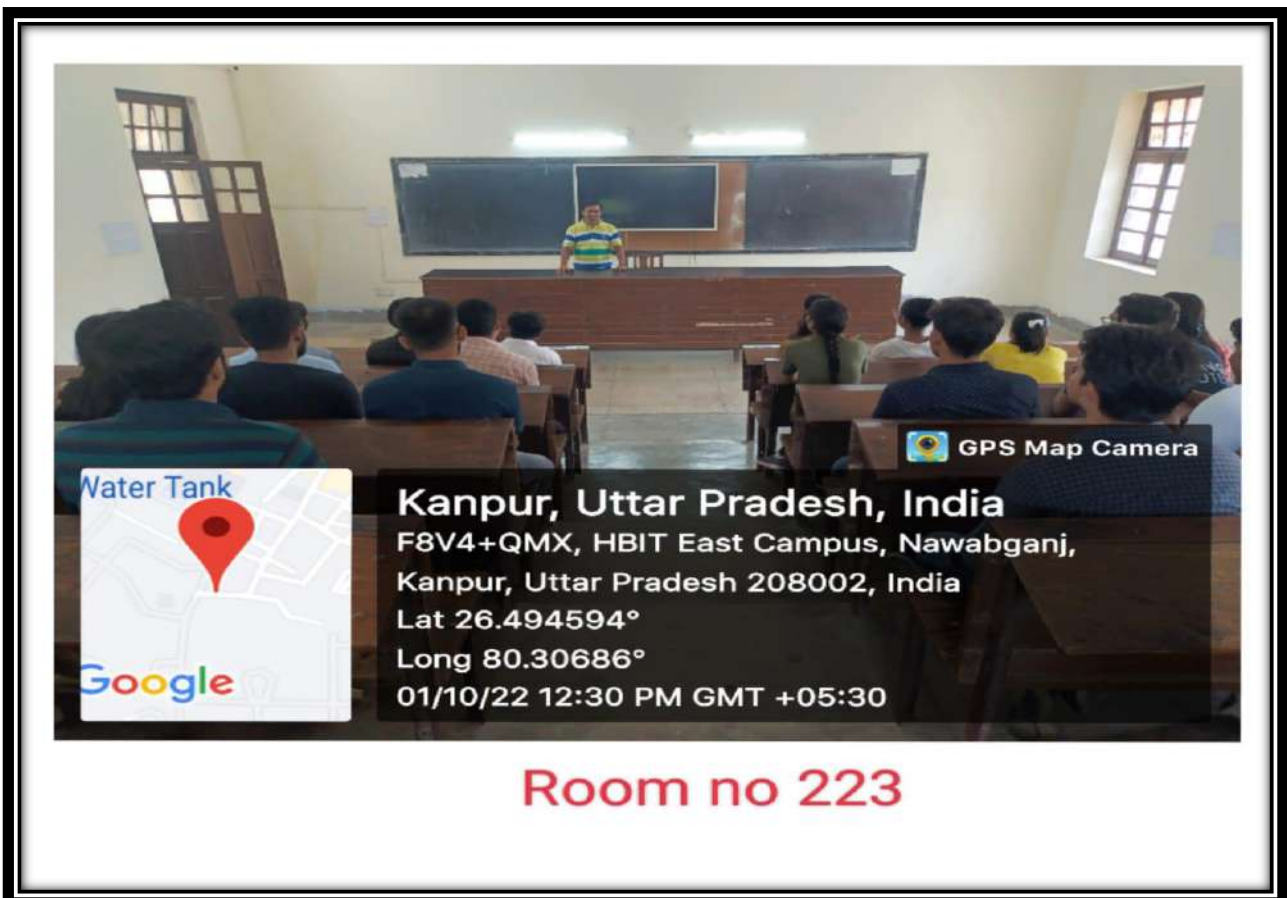 GPS Map Camera
Water Tank
Google
Kanpur, Uttar Pradesh, India
F8V4+QMX, HBIT East Campus, Nawabganj,
Kanpur, Uttar Pradesh 208002, India
Lat 26.494594°
Long 80.30686°
01/10/22 12:30 PM GMT +05:30
Room no 223